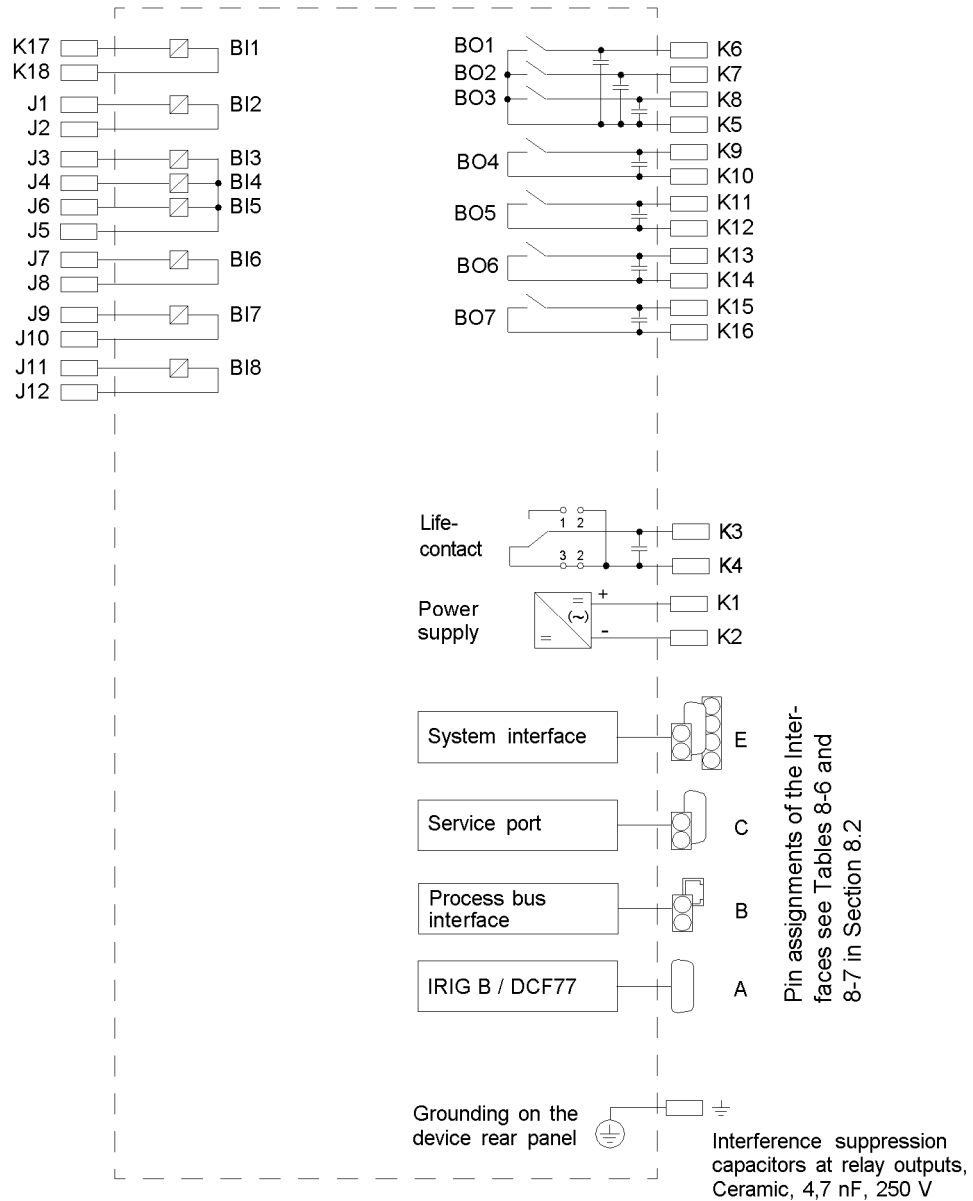 K17 BI1
K18
J1 BI2
J2
J3 BI3
J4 BI4
J6 BI5
J5
J7 BI6
J8
J9 BI7
J10
J11 BI8
J12
BO1 K6
BO2 K7
BO3 K8
K5
BO4 K9
K10
BO5 K11
K12
BO6 K13
K14
BO7 K15
K16
Life-
contact
1 2
3 2
K3
K4
Power
supply
+ K1
= (~)
=
- K2
System interface E
Service port C
Process bus
interface
B
IRIG B / DCF77 A
Pin assignments of the Inter-
faces see Tables 8-6 and
8-7 in Section 8.2
Grounding on the
device rear panel
Interference suppression
capacitors at relay outputs,
Ceramic, 4,7 nF, 250 V